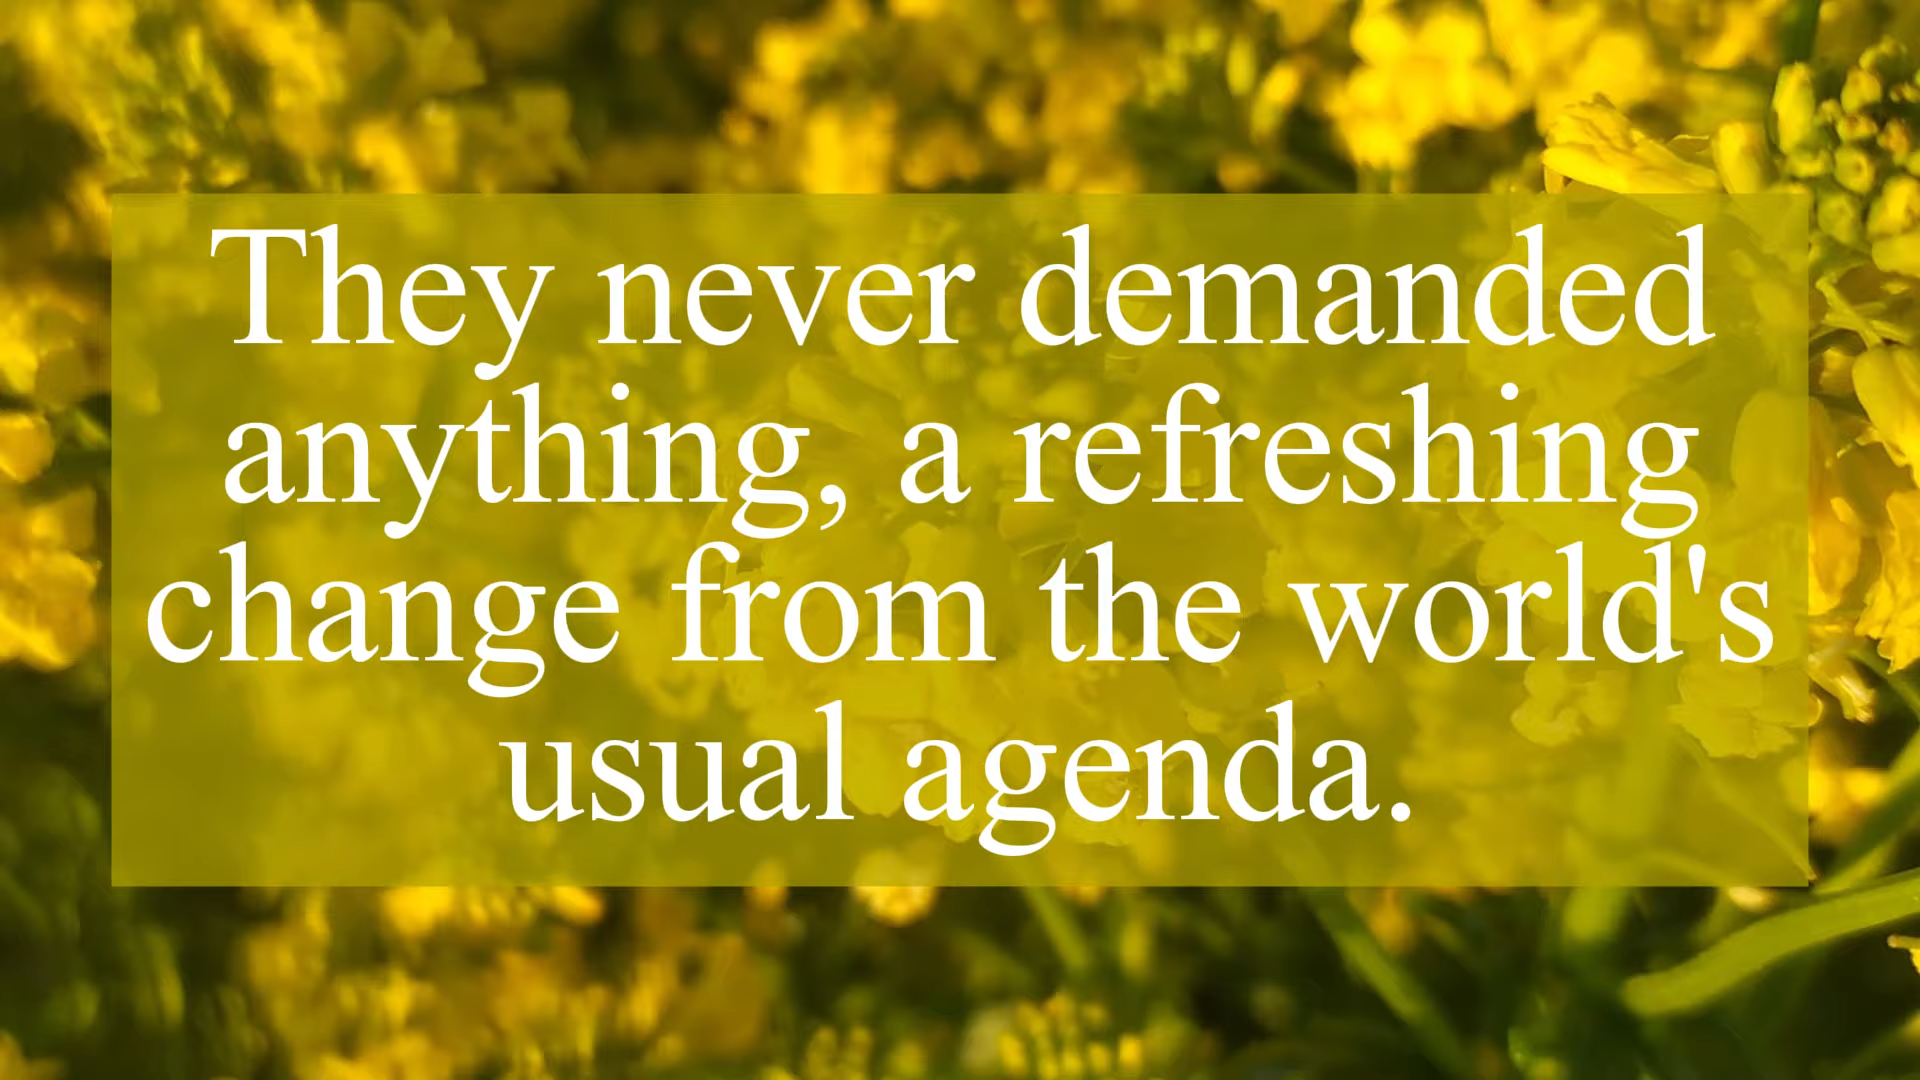 They never demanded
anything, a refreshing
change from the world's
usual agenda.